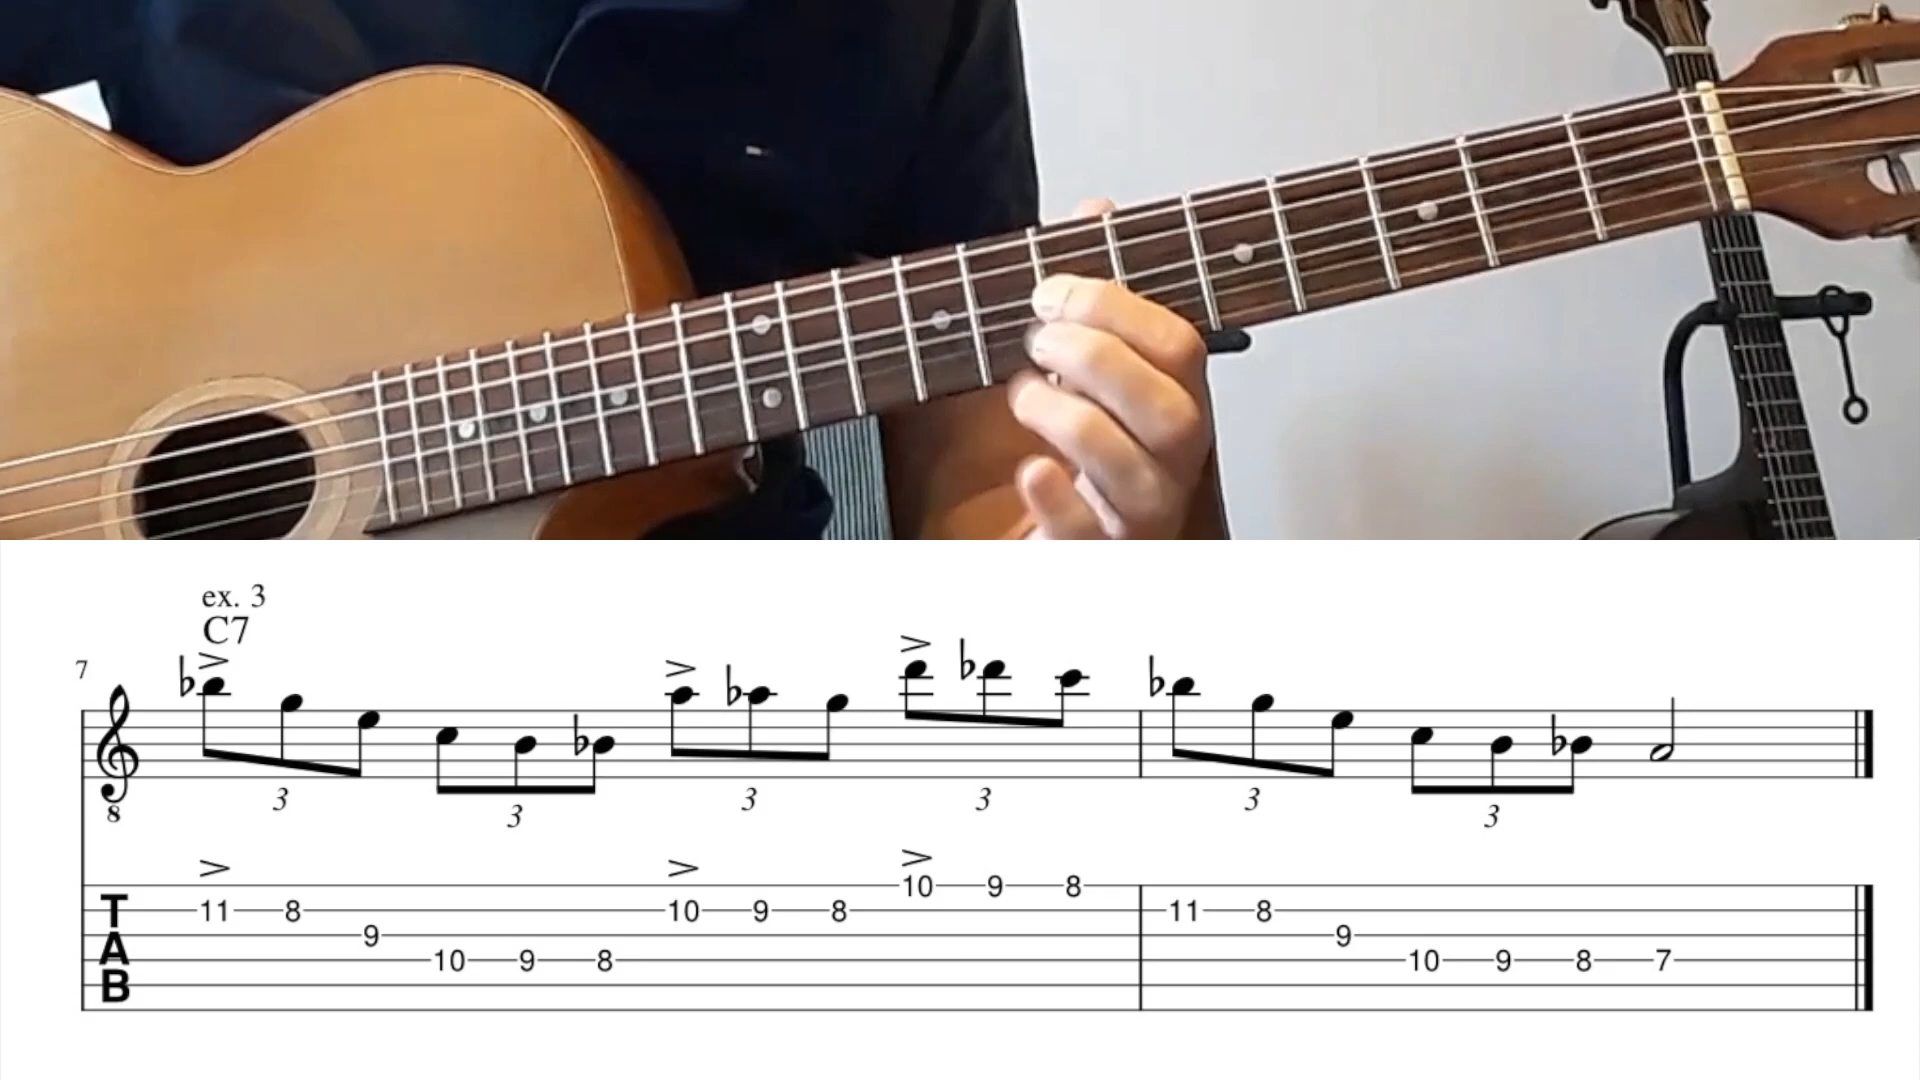 ex. 3
C7
7
3 3 3 3 3 3
8
10 9 8
T 11 8 10 9 8 11 8
9 9
A 10 9 8 10 9 8 7
B